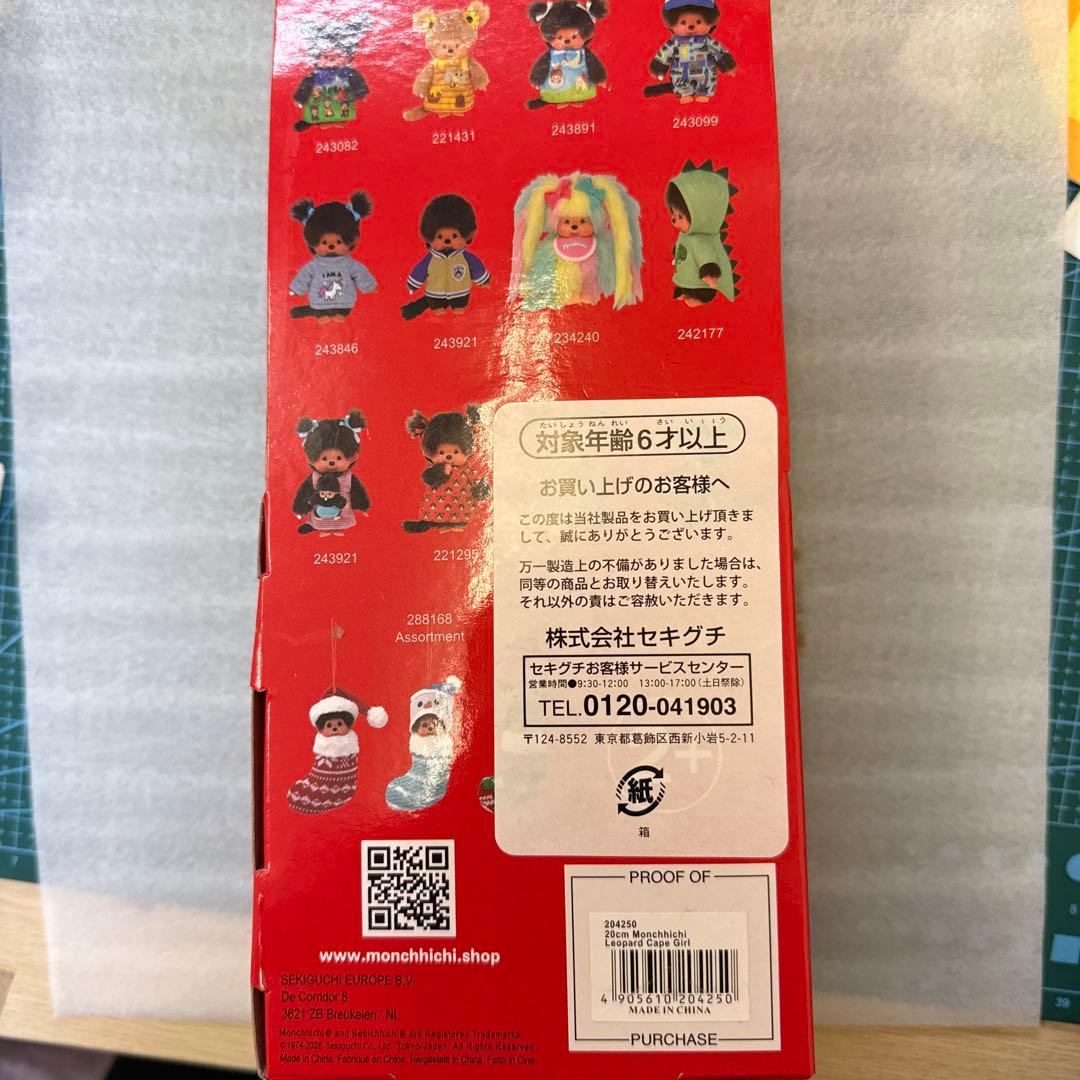 243082
221431
243891
243099
I AM A
243846
243921
234240
242177
243921
221295
288168
Assortment
たいしょうねんれい さい いじょう
対象年齢6才以上
お買い上げのお客様へ
この度は当社製品をお買い上げ頂きま
して、誠にありがとうございます。
万一製造上の不備がありました場合は、
同等の商品とお取り替えいたします。
それ以外の責はご容赦いただきます。
株式会社セキグチ
セキグチお客様サービスセンター
営業時間●9:30-12:00 13:00-17:00(土日祭除)
TEL.0120-041903
〒124-8552 東京都葛飾区西新小岩5-2-11
紙
箱
www.monchhichi.shop
SEKIGUCHI EUROPE B.V.
De Corridor 6
3621 ZB Breukelen / NL
Monchhichi® and Bebichhichi® are Registered Trademarks.
©1974-2025 Sekiguchi Co., Ltd. Tokyo/Japan. All Rights Reserved.
Made in China. Fabriqué en Chine. Hergestellt in China. Fatto in Cina.
PROOF OF
204250
20cm Monchhichi
Leopard Cape Girl
4 905610 204250
MADE IN CHINA
PURCHASE
8
39